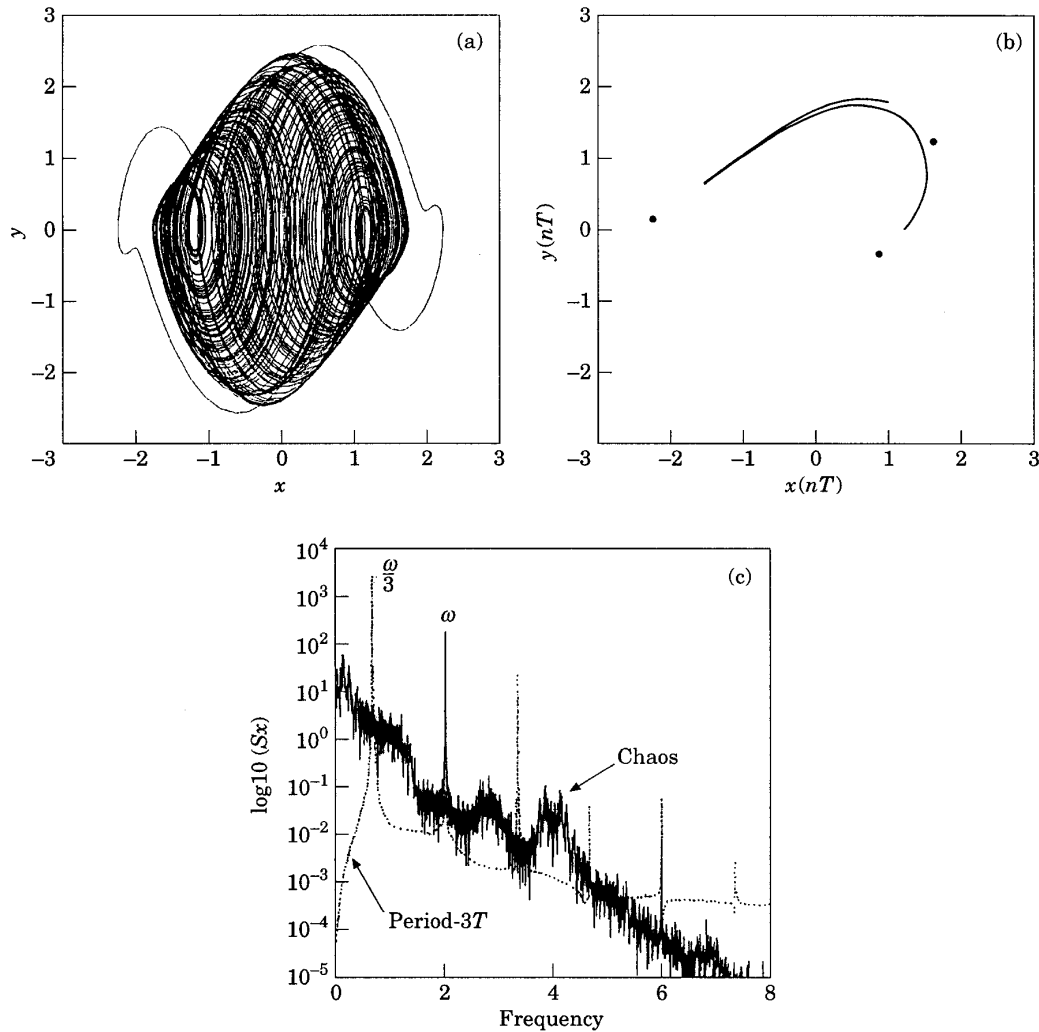 (a)
3
2
1
0
−1
−2
−3
−3 −2 −1 0 1 2 3
y
x
(b)
3
2
1
0
−1
−2
−3
−3 −2 −1 0 1 2 3
y(nT)
x(nT)
(c)
10^4
10^3
10^2
10^1
10^0
10^-1
10^-2
10^-3
10^-4
10^-5
log10 (Sx)
ω/3
ω
Chaos
Period-3T
0 2 4 6 8
Frequency